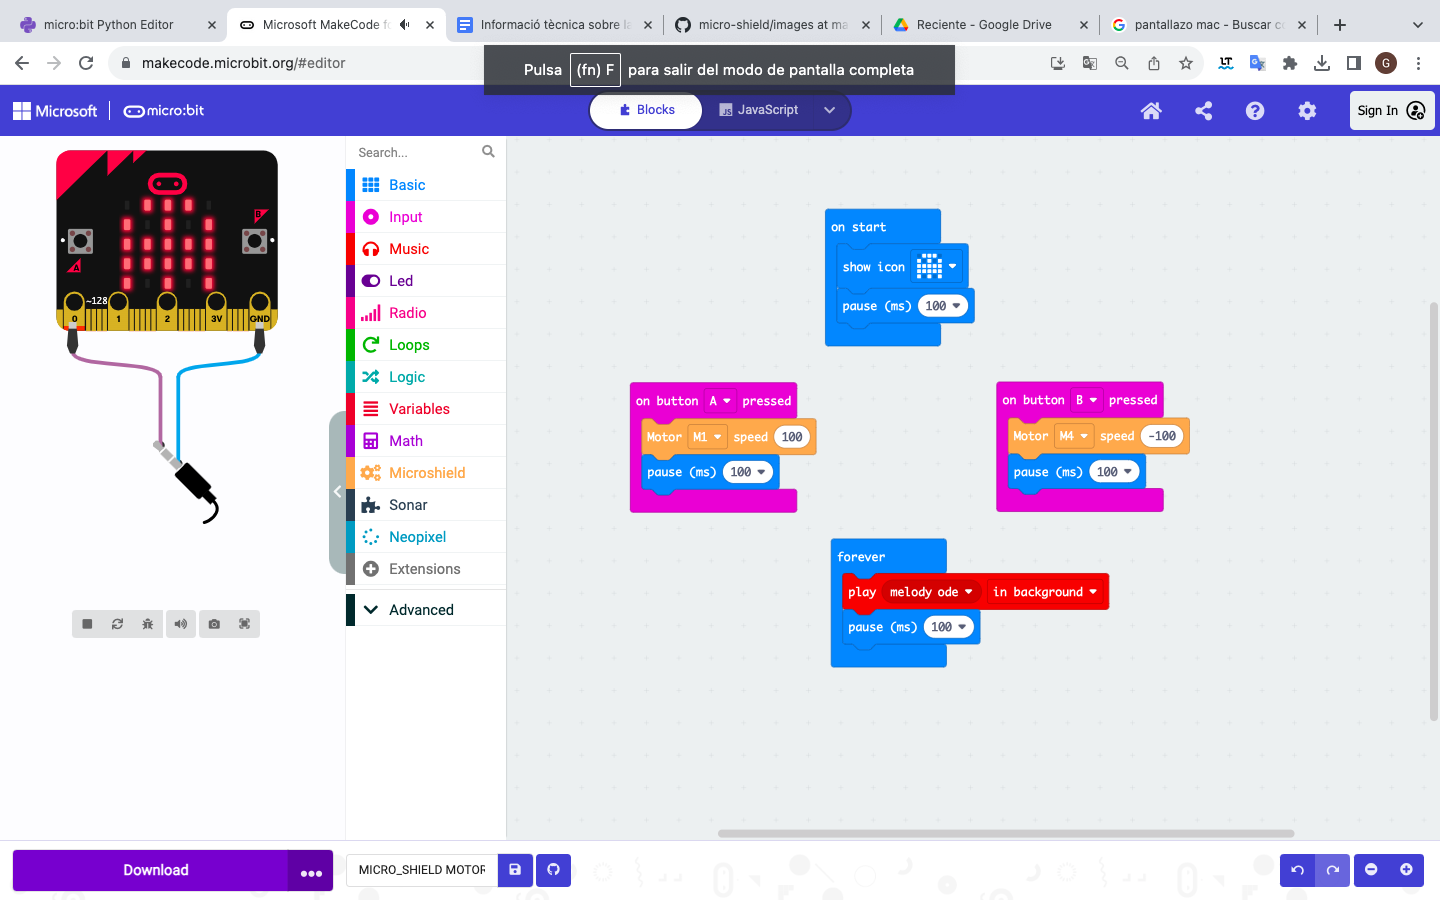 micro:bit Python Editor
Microsoft MakeCode fo
Informació tècnica sobre la
micro-shield/images at ma
Reciente - Google Drive
pantallazo mac - Buscar co
makecode.microbit.org/#editor
LT
G
Pulsa (fn) F para salir del modo de pantalla completa
Microsoft
micro:bit
Blocks
JS JavaScript
Sign In
Search...
Basic
Input
Music
Led
Radio
Loops
Logic
Variables
Math
Microshield
Sonar
Neopixel
Extensions
Advanced
B
A
~128
0 1 2 3V GND
on start
show icon
pause (ms) 100
on button A pressed
Motor M1 speed 100
pause (ms) 100
on button B pressed
Motor M4 speed -100
pause (ms) 100
forever
play melody ode in background
pause (ms) 100
Download
MICRO_SHIELD MOTOR